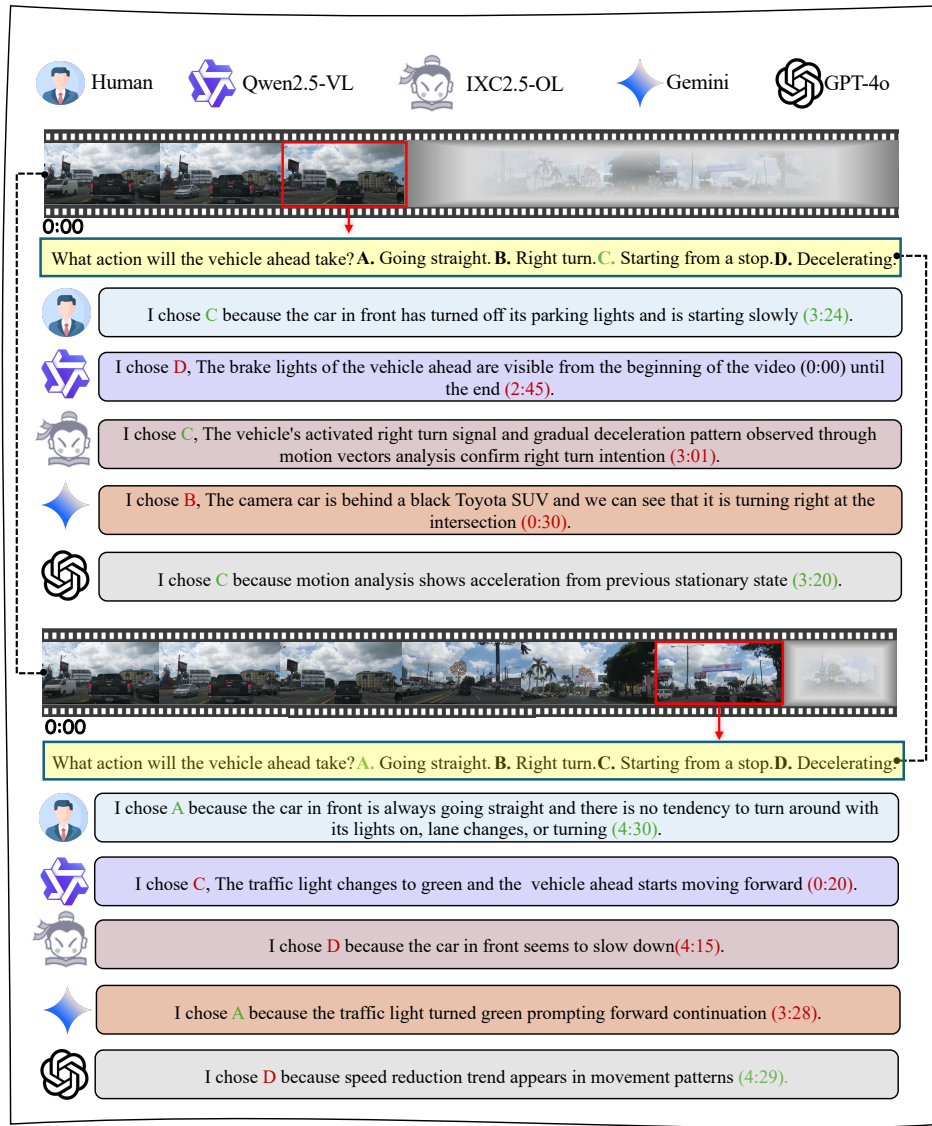 Human
Qwen2.5-VL
IXC2.5-OL
Gemini
GPT-4o
0:00
What action will the vehicle ahead take? A. Going straight. B. Right turn. C. Starting from a stop. D. Decelerating.
I chose C because the car in front has turned off its parking lights and is starting slowly (3:24).
I chose D, The brake lights of the vehicle ahead are visible from the beginning of the video (0:00) until
the end (2:45).
I chose C, The vehicle's activated right turn signal and gradual deceleration pattern observed through
motion vectors analysis confirm right turn intention (3:01).
I chose B, The camera car is behind a black Toyota SUV and we can see that it is turning right at the
intersection (0:30).
I chose C because motion analysis shows acceleration from previous stationary state (3:20).
0:00
What action will the vehicle ahead take? A. Going straight. B. Right turn. C. Starting from a stop. D. Decelerating.
I chose A because the car in front is always going straight and there is no tendency to turn around with
its lights on, lane changes, or turning (4:30).
I chose C, The traffic light changes to green and the vehicle ahead starts moving forward (0:20).
I chose D because the car in front seems to slow down(4:15).
I chose A because the traffic light turned green prompting forward continuation (3:28).
I chose D because speed reduction trend appears in movement patterns (4:29).